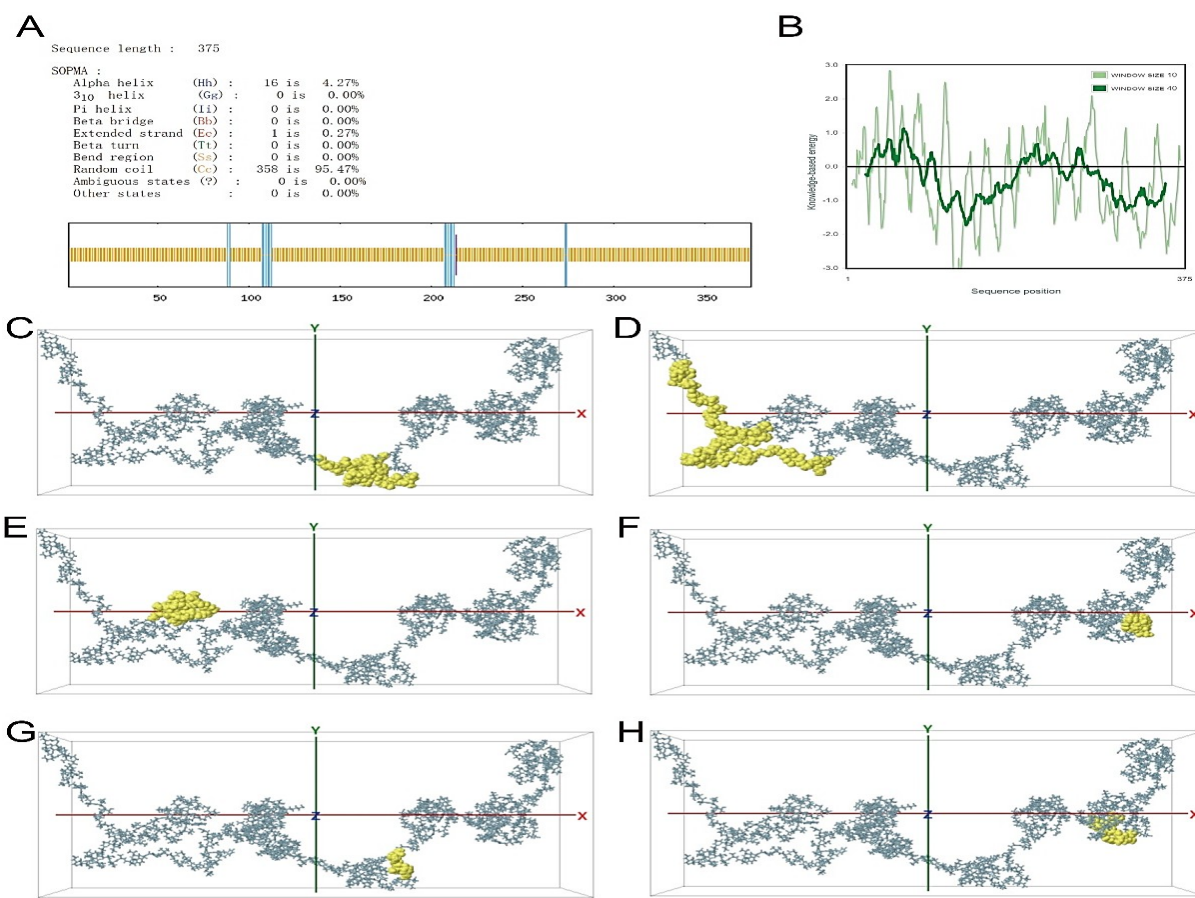 A
Sequence length : 375
SOPMA :
Alpha helix (Hh) : 16 is 4.27%
3₁₀ helix (Gg) : 0 is 0.00%
Pi helix (Ii) : 0 is 0.00%
Beta bridge (Bb) : 0 is 0.00%
Extended strand (Ee) : 1 is 0.27%
Beta turn (Tt) : 0 is 0.00%
Bend region (Ss) : 0 is 0.00%
Random coil (Cc) : 358 is 95.47%
Ambiguous states (?) : 0 is 0.00%
Other states : 0 is 0.00%
50 100 150 200 250 300 350
B
3.0
2.0
1.0
0.0
-1.0
-2.0
-3.0
Knowledge-based energy
WINDOW SIZE 10
WINDOW SIZE 40
1 375
Sequence position
C
Y
Z
X
D
Y
Z
X
E
Y
Z
X
F
Y
Z
X
G
Y
Z
X
H
Y
Z
X